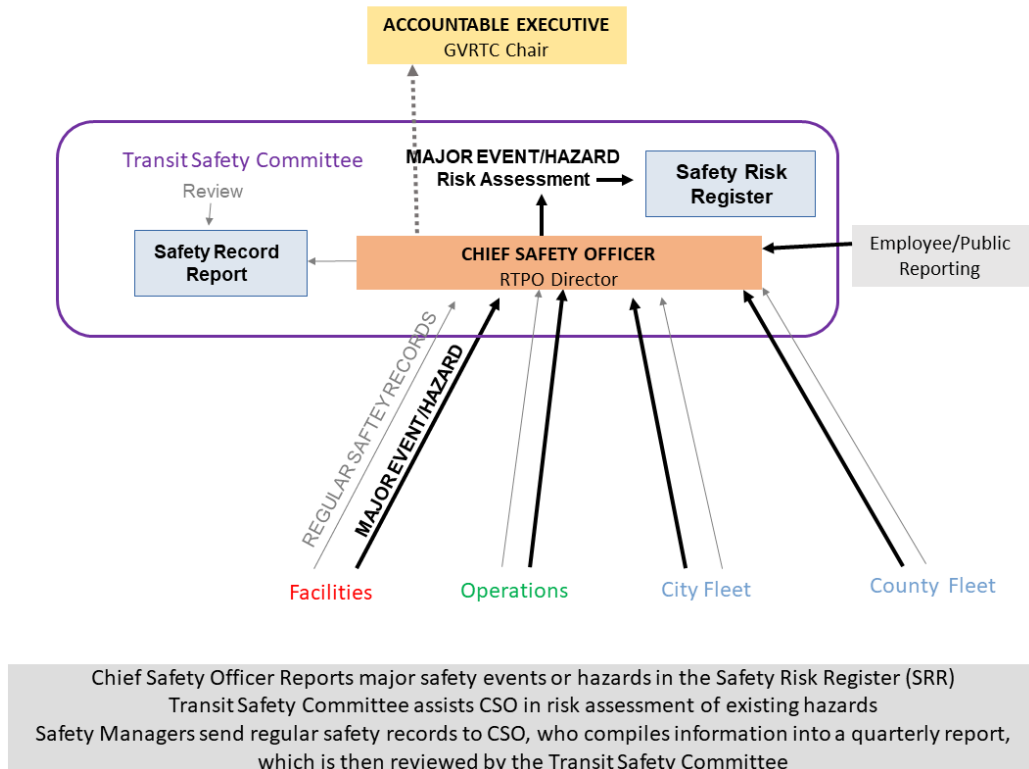 ACCOUNTABLE EXECUTIVE
GVRTC Chair
Transit Safety Committee
Review
MAJOR EVENT/HAZARD
Risk Assessment
Safety Risk
Register
Safety Record
Report
CHIEF SAFETY OFFICER
RTPO Director
Employee/Public
Reporting
REGULAR SAFTEY RECORDS
MAJOR EVENT/HAZARD
Facilities
Operations
City Fleet
County Fleet
Chief Safety Officer Reports major safety events or hazards in the Safety Risk Register (SRR)
Transit Safety Committee assists CSO in risk assessment of existing hazards
Safety Managers send regular safety records to CSO, who compiles information into a quarterly report,
which is then reviewed by the Transit Safety Committee